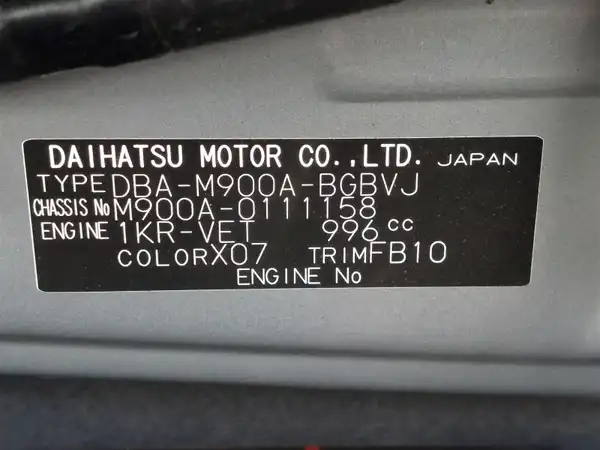 DAIHATSU MOTOR CO.,LTD. JAPAN
TYPE DBA-M900A-BGBVJ
CHASSIS No M900A-0111158
ENGINE 1KR-VET 996 cc
COLOR X07 TRIM FB10
ENGINE No